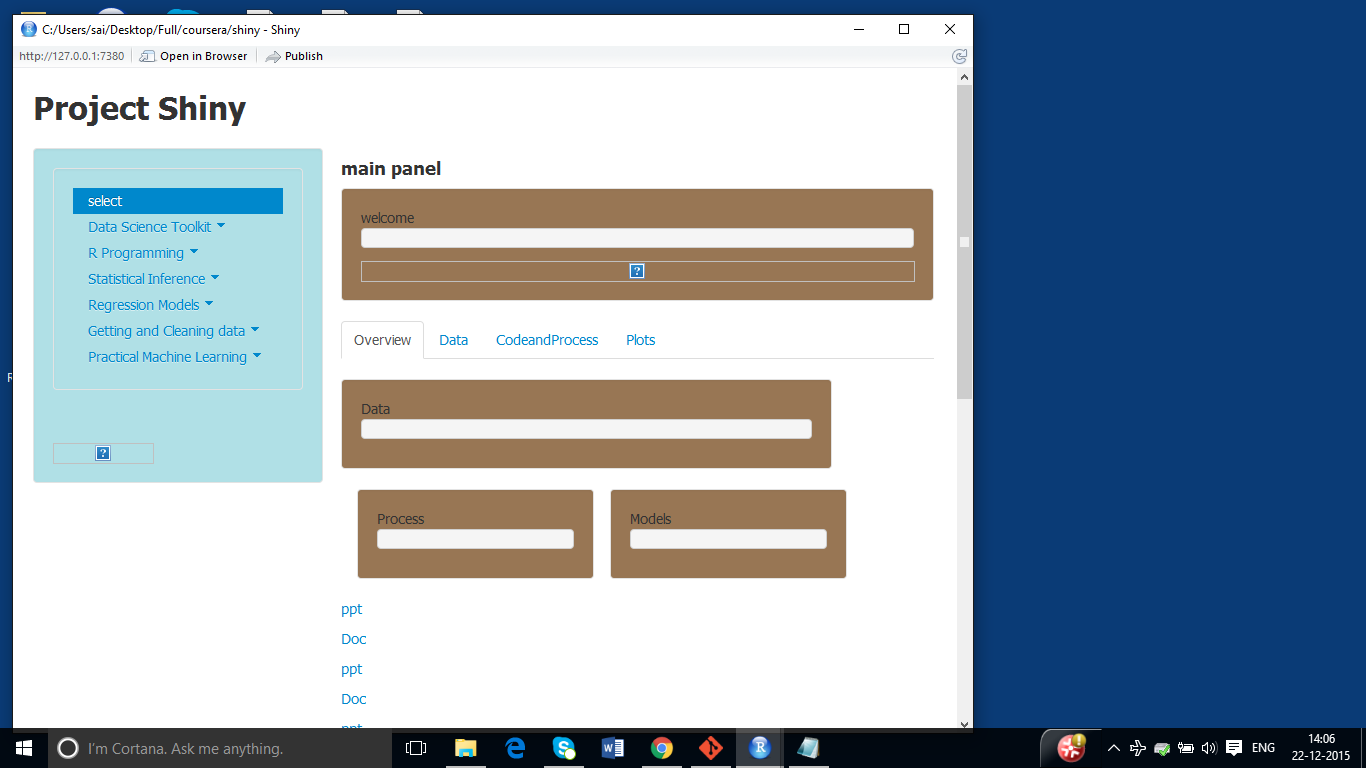 C:/Users/sai/Desktop/Full/coursera/shiny - Shiny
http://127.0.0.1:7380 Open in Browser Publish
Project Shiny
select
Data Science Toolkit
R Programming
Statistical Inference
Regression Models
Getting and Cleaning data
Practical Machine Learning
main panel
welcome
Overview Data CodeandProcess Plots
Data
Process Models
ppt
Doc
ppt
Doc
ppt
I'm Cortana. Ask me anything.
ENG
14:06
22-12-2015